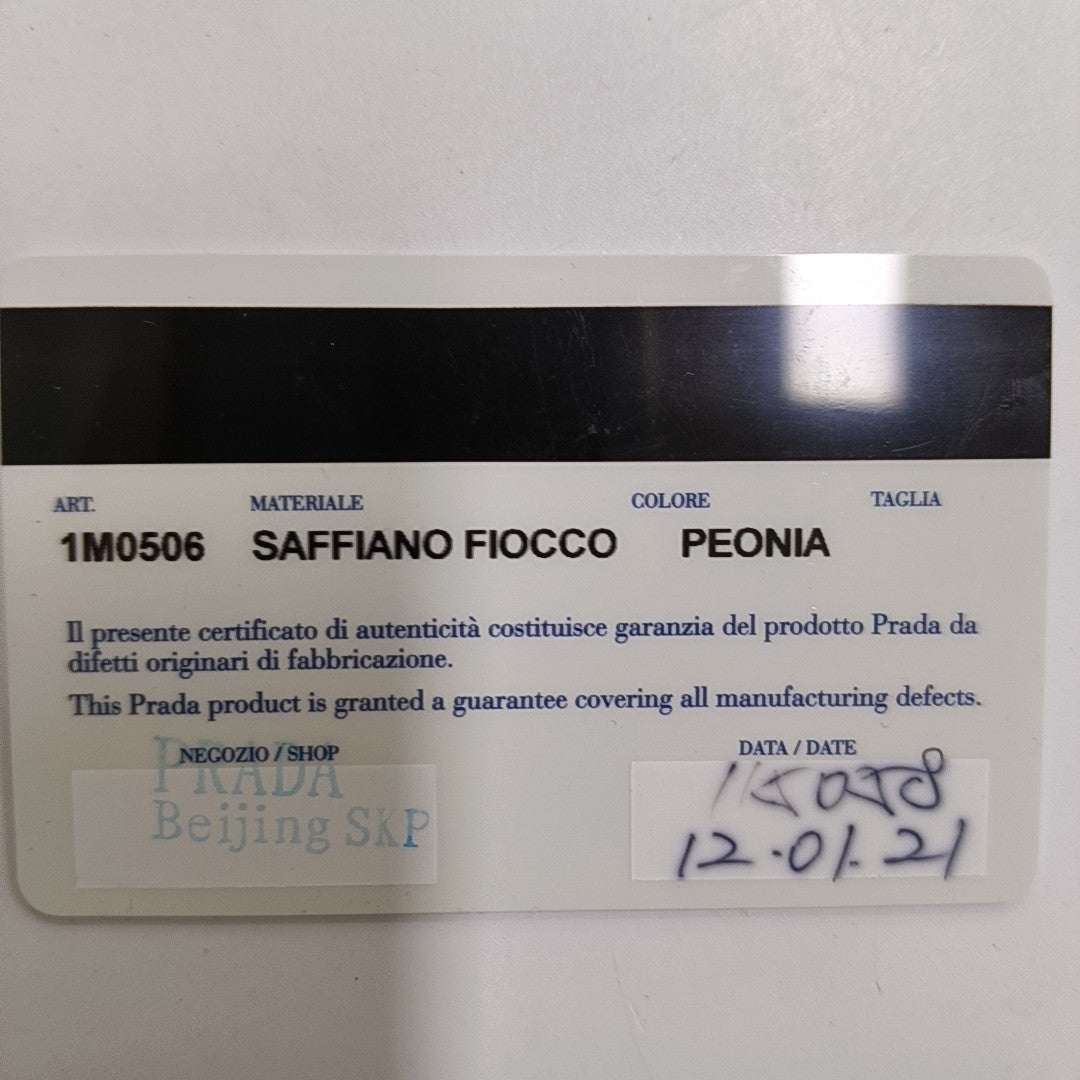 ART. MATERIALE COLORE TAGLIA
1M0506 SAFFIANO FIOCCO PEONIA
Il presente certificato di autenticità costituisce garanzia del prodotto Prada da
difetti originari di fabbricazione.
This Prada product is granted a guarantee covering all manufacturing defects.
NEGOZIO / SHOP
PRADA
Beijing SKP
DATA / DATE
12.01.21